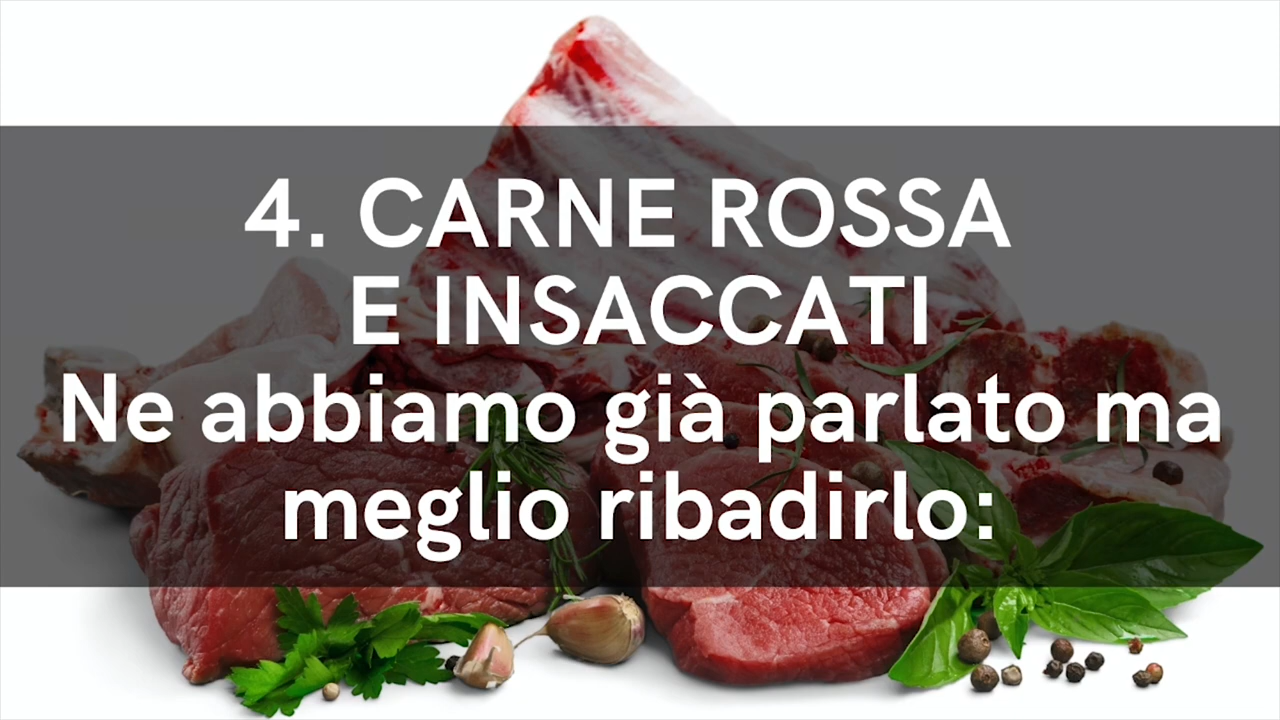 4. CARNE ROSSA
E INSACCATI
Ne abbiamo già parlato ma
meglio ribadirlo: